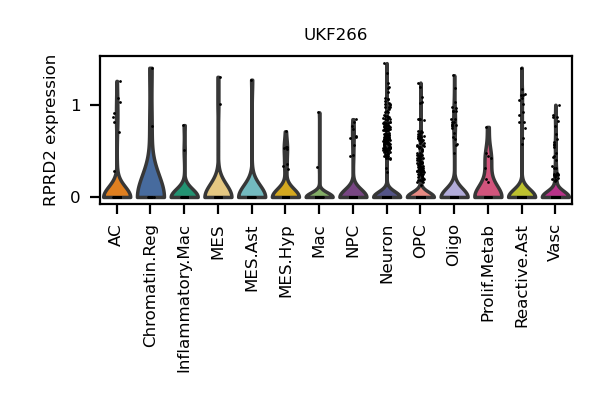 UKF266
RPRD2 expression
1
0
AC
Chromatin.Reg
Inflammatory.Mac
MES
MES.Ast
MES.Hyp
Mac
NPC
Neuron
OPC
Oligo
Prolif.Metab
Reactive.Ast
Vasc